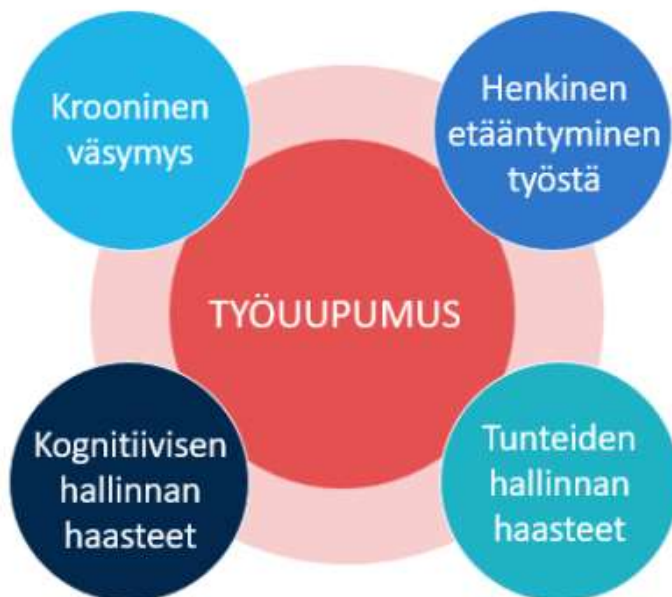 Krooninen
väsymys
Henkinen
etääntyminen
työstä
TYÖUUPUMUS
Kognitiivisen
hallinnan
haasteet
Tunteiden
hallinnan
haasteet